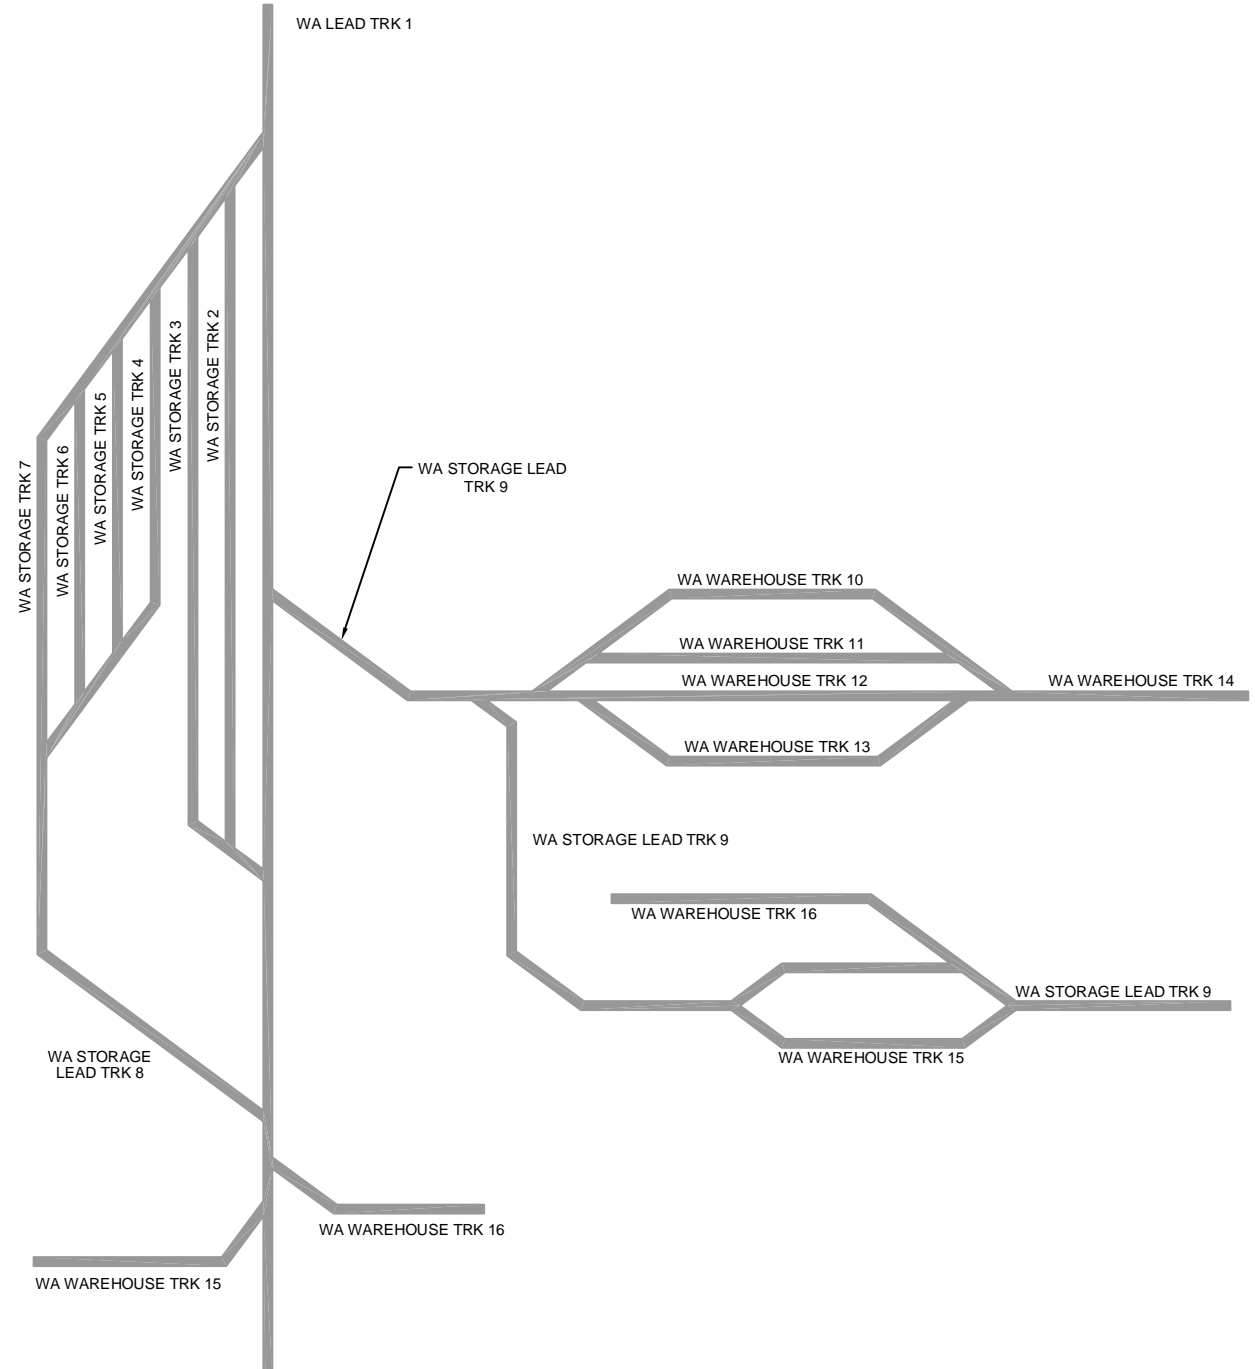 WA LEAD TRK 1
WA STORAGE TRK 7
WA STORAGE TRK 6
WA STORAGE TRK 5
WA STORAGE TRK 4
WA STORAGE TRK 3
WA STORAGE TRK 2
WA STORAGE LEAD
TRK 9
WA WAREHOUSE TRK 10
WA WAREHOUSE TRK 11
WA WAREHOUSE TRK 12
WA WAREHOUSE TRK 14
WA WAREHOUSE TRK 13
WA STORAGE LEAD TRK 9
WA WAREHOUSE TRK 16
WA STORAGE LEAD TRK 9
WA WAREHOUSE TRK 15
WA STORAGE
LEAD TRK 8
WA WAREHOUSE TRK 16
WA WAREHOUSE TRK 15